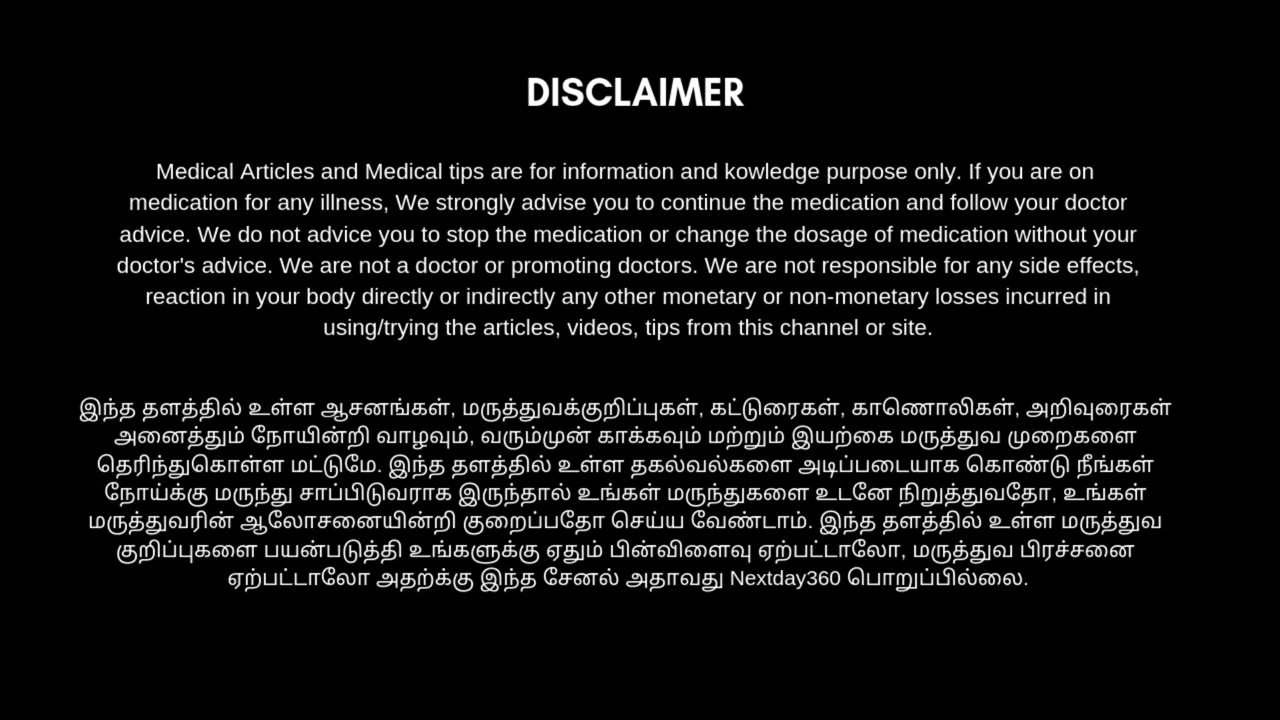 DISCLAIMER
Medical Articles and Medical tips are for information and kowledge purpose only. If you are on
medication for any illness, We strongly advise you to continue the medication and follow your doctor
advice. We do not advice you to stop the medication or change the dosage of medication without your
doctor's advice. We are not a doctor or promoting doctors. We are not responsible for any side effects,
reaction in your body directly or indirectly any other monetary or non-monetary losses incurred in
using/trying the articles, videos, tips from this channel or site.
இந்த தளத்தில் உள்ள ஆசனங்கள், மருத்துவக்குறிப்புகள், கட்டுரைகள், காணொலிகள், அறிவுரைகள்
அனைத்தும் நோயின்றி வாழவும், வரும்முன் காக்கவும் மற்றும் இயற்கை மருத்துவ முறைகளை
தெரிந்துகொள்ள மட்டுமே. இந்த தளத்தில் உள்ள தகல்வல்களை அடிப்படையாக கொண்டு நீங்கள்
நோய்க்கு மருந்து சாப்பிடுவராக இருந்தால் உங்கள் மருந்துகளை உடனே நிறுத்துவதோ, உங்கள்
மருத்துவரின் ஆலோசனையின்றி குறைப்பதோ செய்ய வேண்டாம். இந்த தளத்தில் உள்ள மருத்துவ
குறிப்புகளை பயன்படுத்தி உங்களுக்கு ஏதும் பின்விளைவு ஏற்பட்டாலோ, மருத்துவ பிரச்சனை
ஏற்பட்டாலோ அதற்க்கு இந்த சேனல் அதாவது Nextday360 பொறுப்பில்லை.